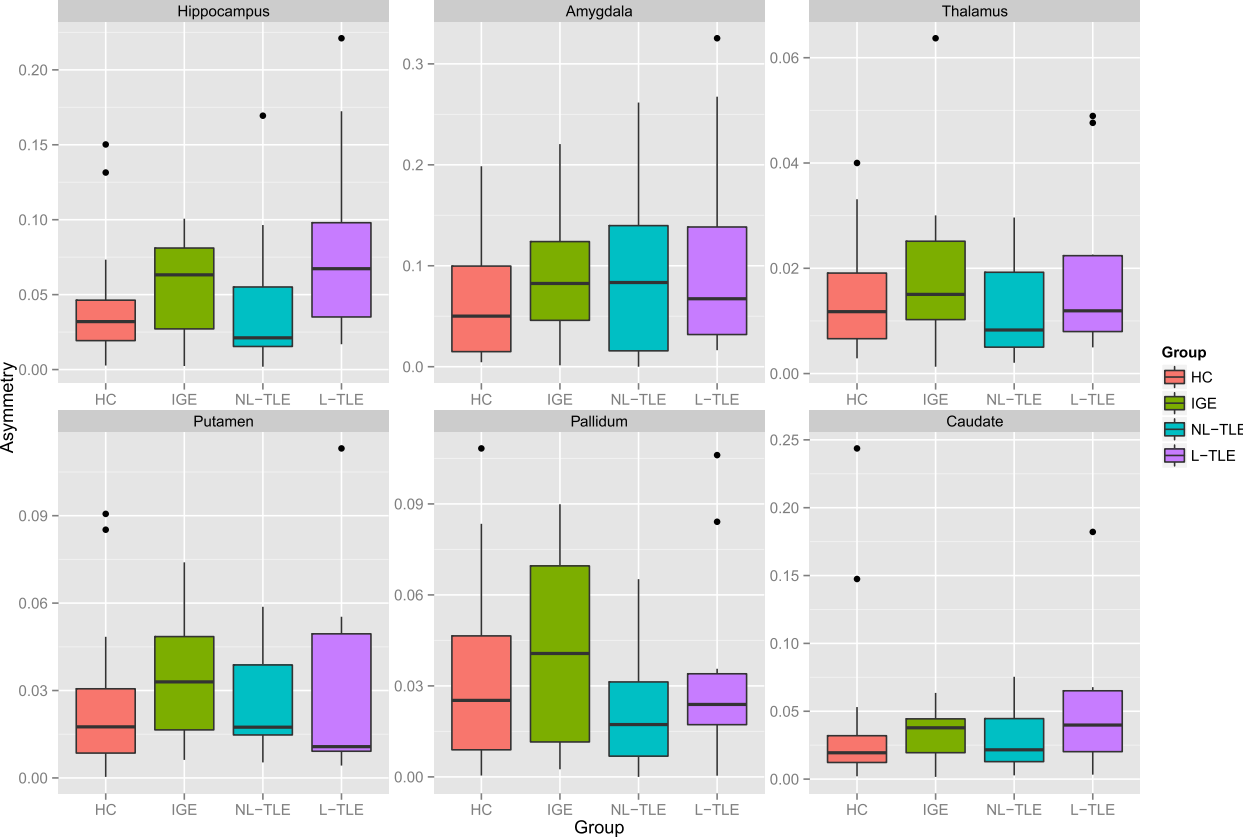 Hippocampus Amygdala Thalamus
0.20
0.15
0.10
0.05
0.00
0.3
0.2
0.1
0.0
0.06
0.04
0.02
0.00
HC IGE NL−TLE L−TLE HC IGE NL−TLE L−TLE HC IGE NL−TLE L−TLE
Putamen Pallidum Caudate
0.09
0.06
0.03
0.00
0.09
0.06
0.03
0.00
0.25
0.20
0.15
0.10
0.05
0.00
HC IGE NL−TLE L−TLE HC IGE NL−TLE L−TLE HC IGE NL−TLE L−TLE
Asymmetry
Group
Group
HC
IGE
NL−TLE
L−TLE